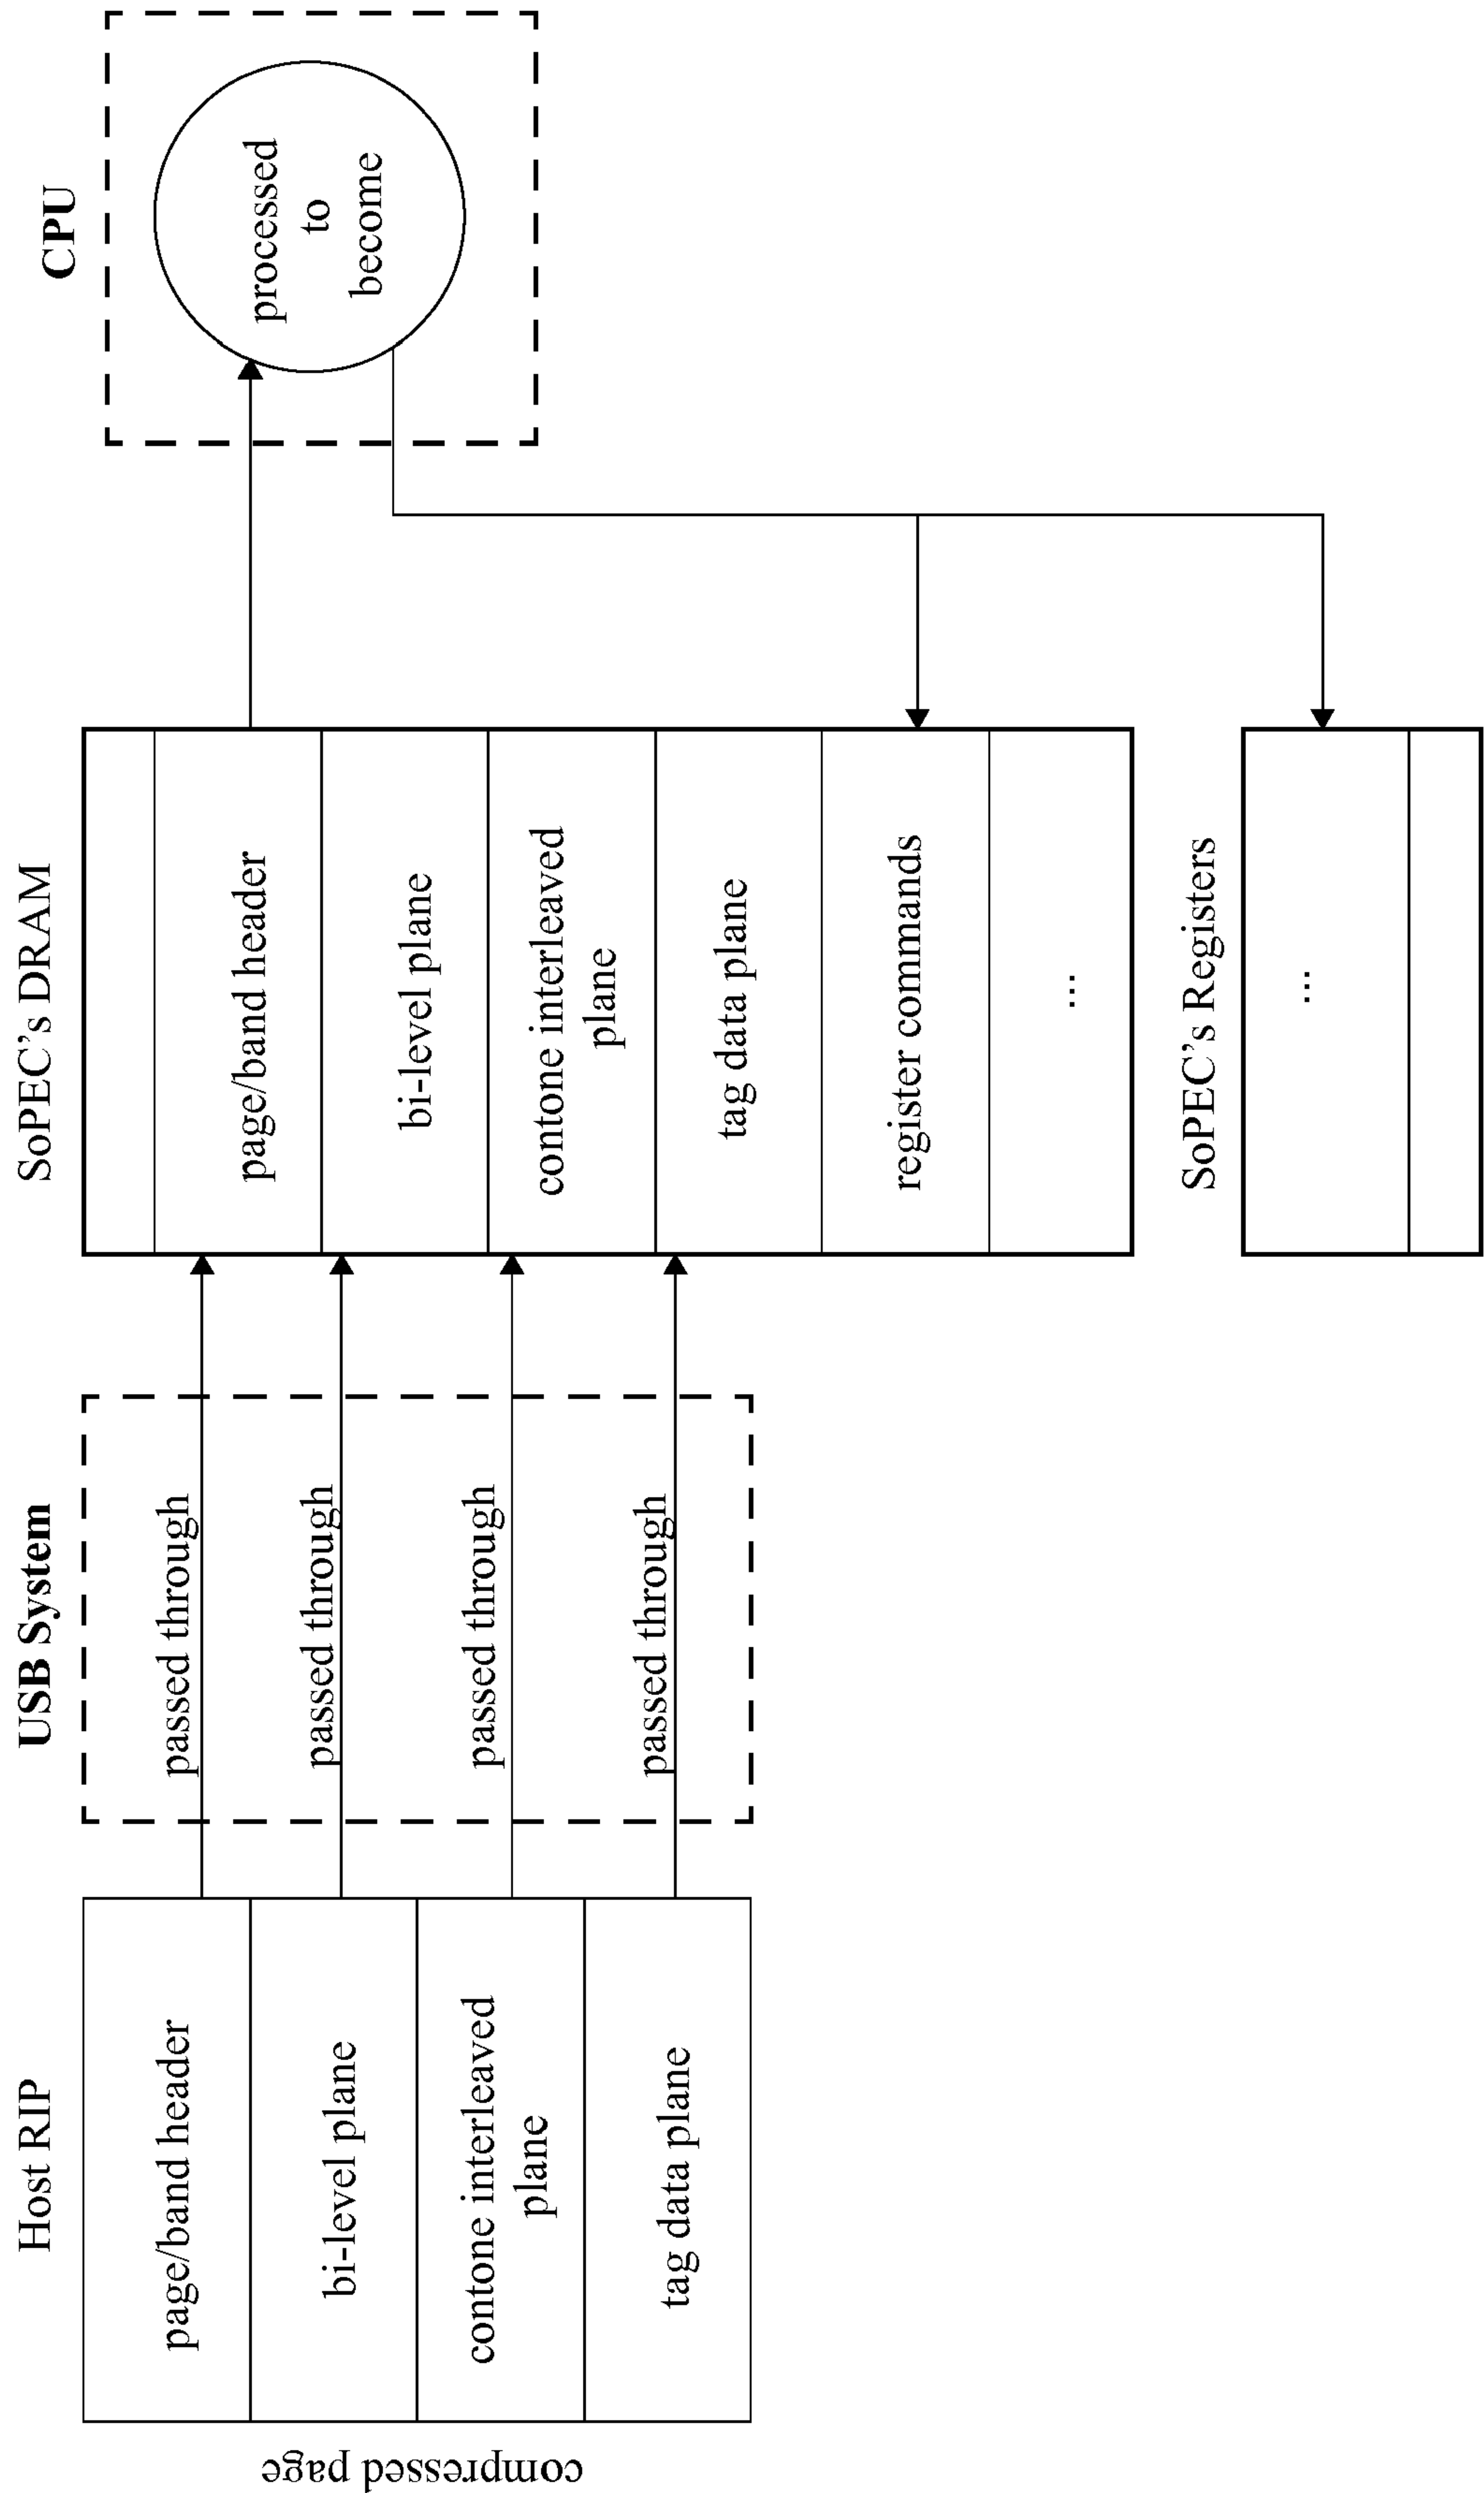 Host RIP
compressed page
page/band header
bi-level plane
contone interleaved
plane
tag data plane
USB System
passed through
passed through
passed through
passed through
SoPEC's DRAM
page/band header
bi-level plane
contone interleaved
plane
tag data plane
register commands
...
SoPEC's Registers
...
CPU
processed
to
become